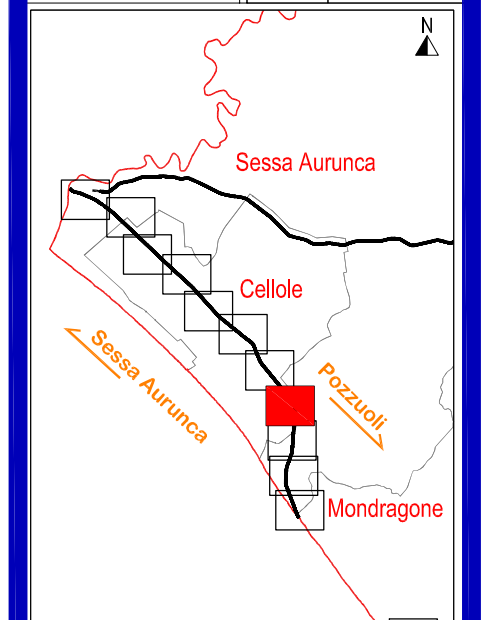 N
Sessa Aurunca
Cellole
Sessa Aurunca
Pozzuoli
Mondragone